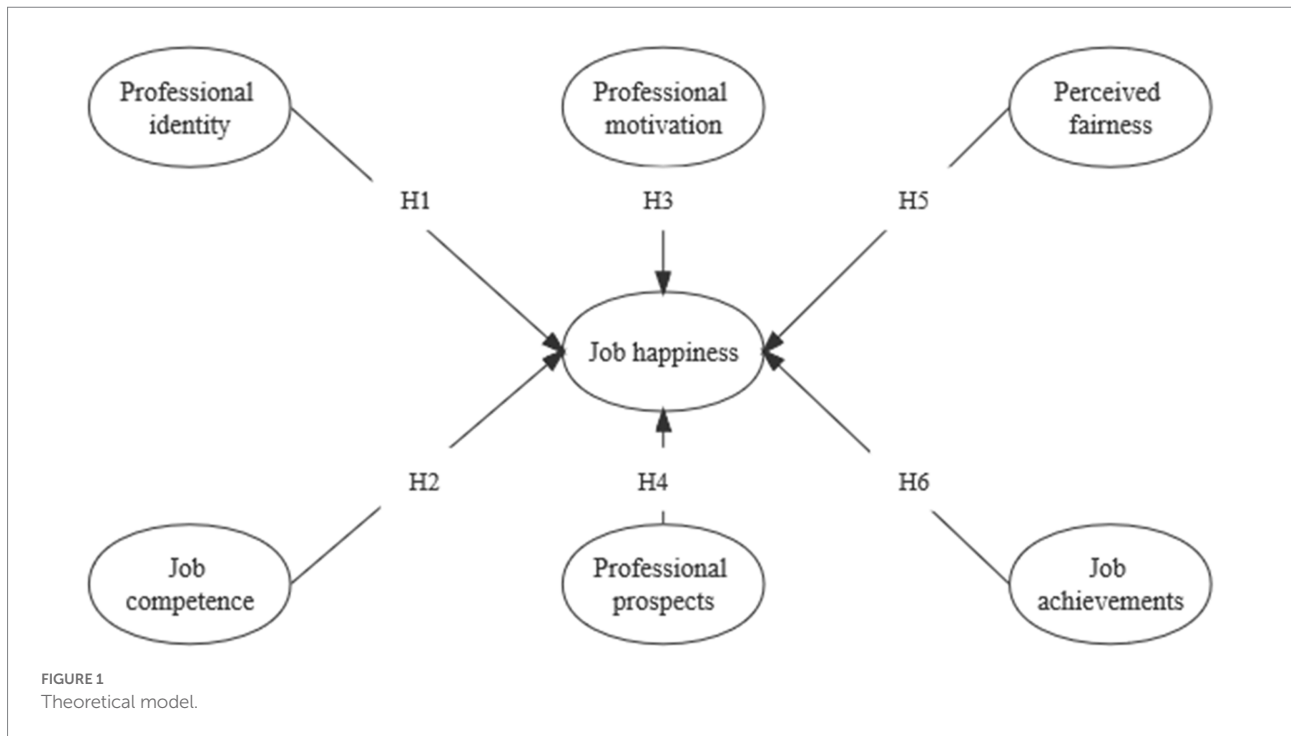 Professional
identity
Professional
motivation
Perceived
fairness
H1
H3
H5
Job happiness
H2
H4
H6
Job
competence
Professional
prospects
Job
achievements
FIGURE 1
Theoretical model.